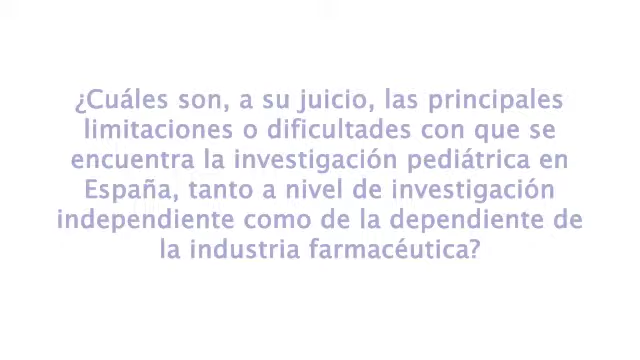 ¿Cuáles son, a su juicio, las principales
limitaciones o dificultades con que se
encuentra la investigación pediátrica en
España, tanto a nivel de investigación
independiente como de la dependiente de
la industria farmacéutica?